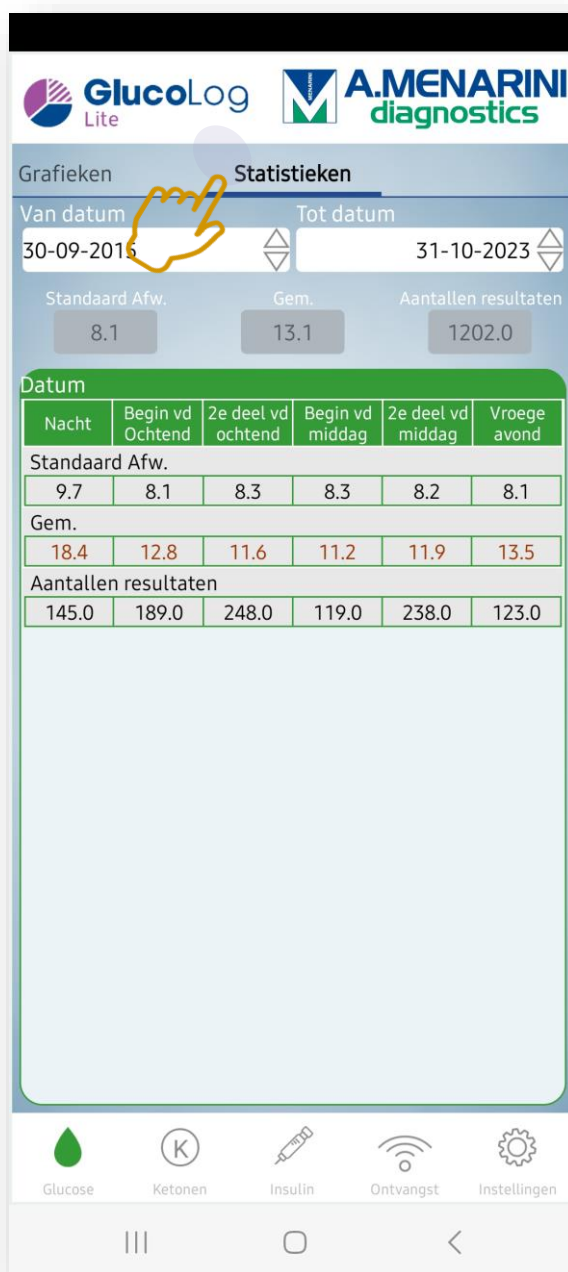 GlucoLog
Lite
A.MENARINI
diagnostics
MENARINI
Grafieken Statistieken
Van datum Tot datum
30-09-2015 31-10-2023
Standaard Afw. Gem. Aantallen resultaten
8.1 13.1 1202.0
Datum
Nacht Begin vd Ochtend 2e deel vd ochtend Begin vd middag 2e deel vd middag Vroege avond
Standaard Afw.
9.7 8.1 8.3 8.3 8.2 8.1
Gem.
18.4 12.8 11.6 11.2 11.9 13.5
Aantallen resultaten
145.0 189.0 248.0 119.0 238.0 123.0
K
Glucose Ketonen Insulin Ontvangst Instellingen